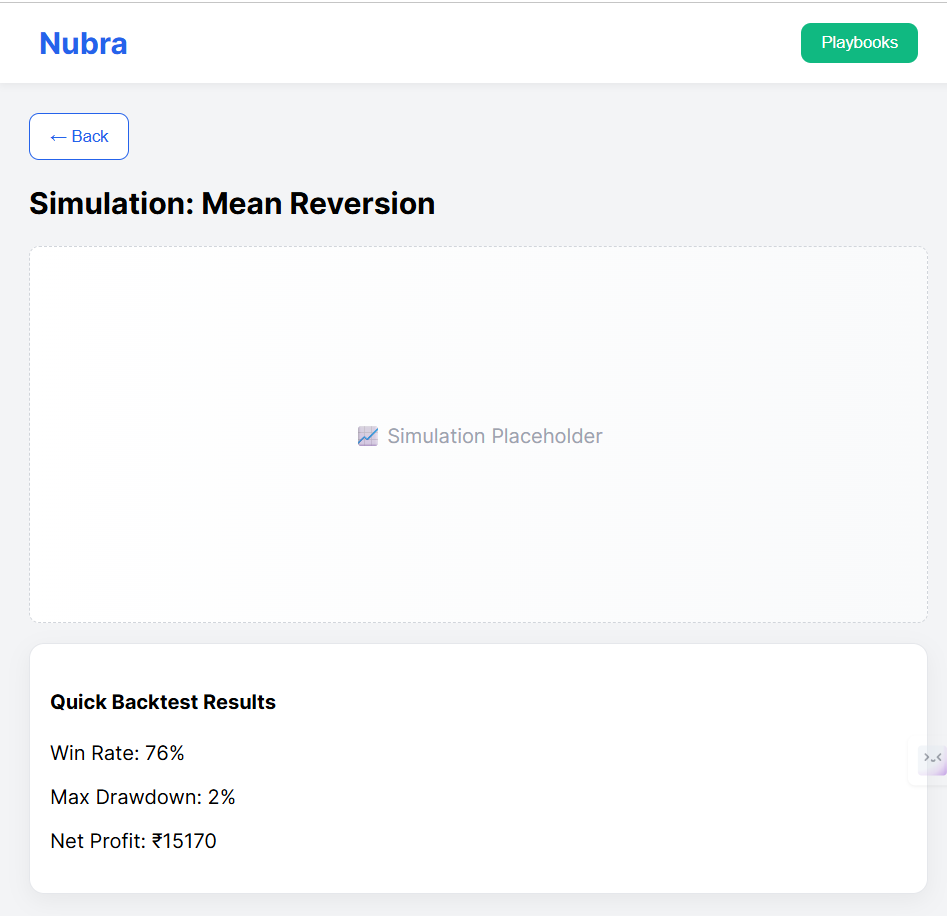 Nubra
Playbooks
← Back
Simulation: Mean Reversion
📈 Simulation Placeholder
Quick Backtest Results
Win Rate: 76%
Max Drawdown: 2%
Net Profit: ₹15170